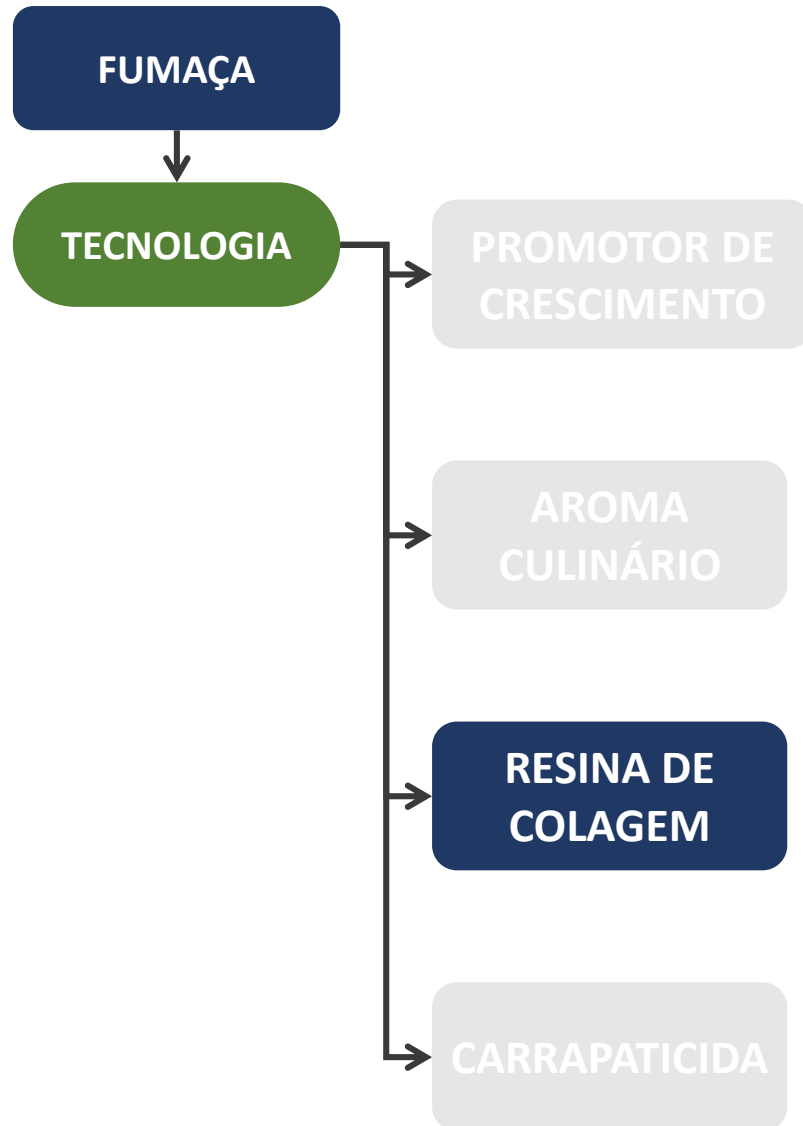 FUMAÇA
TECNOLOGIA
PROMOTOR DE
CRESCIMENTO
AROMA
CULINÁRIO
RESINA DE
COLAGEM
CARRAPATICIDA